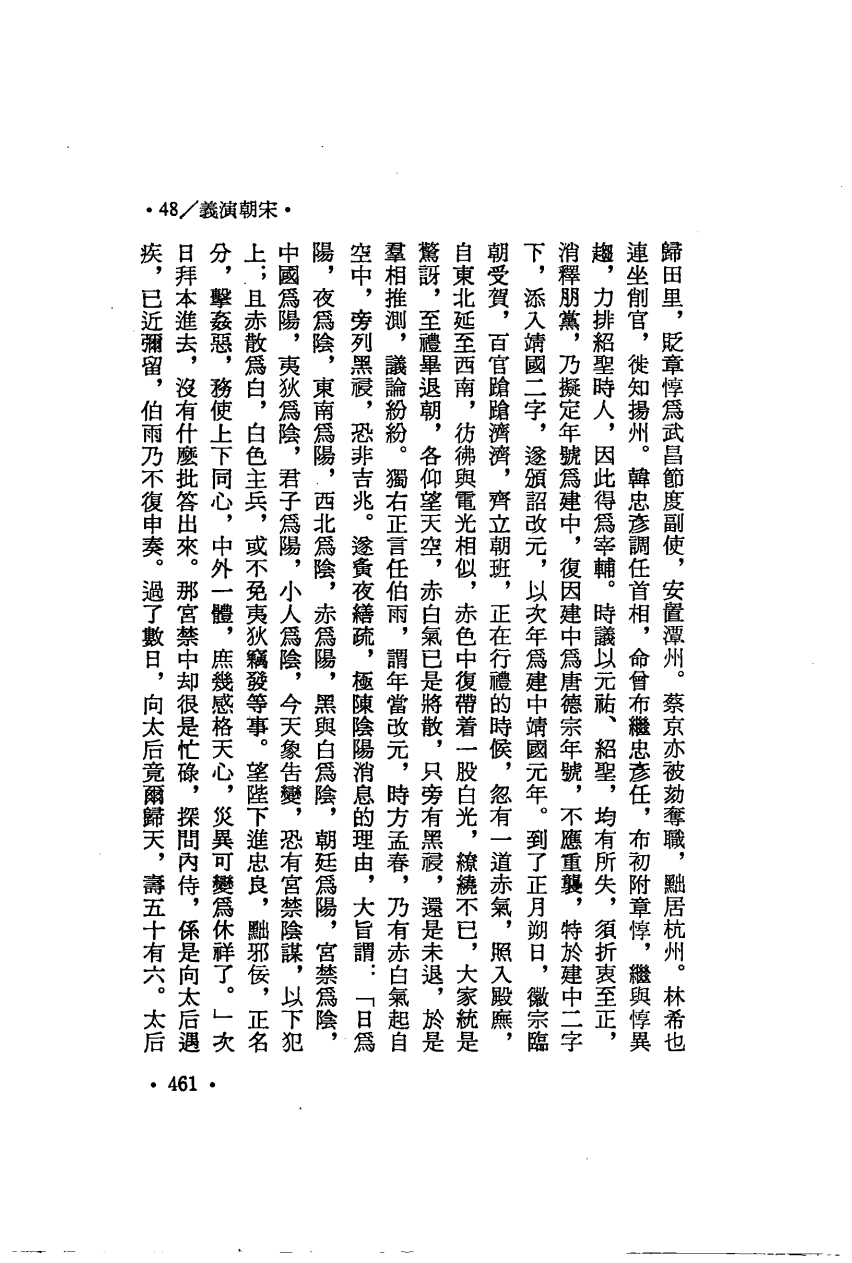 •48／義演朝宋•
歸田里，貶章惇爲武昌節度副使，安置潭州。蔡京亦被劾奪職，黜居杭州。林希也
連坐削官，徙知揚州。韓忠彥調任首相，命曾布繼忠彥任，布初附章惇，繼與惇異
趨，力排紹聖時人，因此得爲宰輔。時議以元祐、紹聖，均有所失，須折衷至正，
消釋朋黨，乃擬定年號爲建中，復因建中爲唐德宗年號，不應重襲，特於建中二字
下，添入靖國二字，遂頒詔改元，以次年爲建中靖國元年。到了正月朔日，徽宗臨
朝受賀，百官蹌蹌濟濟，齊立朝班，正在行禮的時候，忽有一道赤氣，照入殿廡，
自東北延至西南，彷彿與電光相似，赤色中復帶着一股白光，繚繞不已，大家統是
驚訝，至禮畢退朝，各仰望天空，赤白氣已是將散，只旁有黑祲，還是未退，於是
羣相推測，議論紛紛。獨右正言任伯雨，謂年當改元，時方孟春，乃有赤白氣起自
空中，旁列黑祲，恐非吉兆。遂夤夜繕疏，極陳陰陽消息的理由，大旨謂：「日爲
陽，夜爲陰，東南爲陽，西北爲陰，赤爲陽，黑與白爲陰，朝廷爲陽，宮禁爲陰，
中國爲陽，夷狄爲陰，君子爲陽，小人爲陰，今天象告變，恐有宮禁陰謀，以下犯
上；且赤散爲白，白色主兵，或不免夷狄竊發等事。望陛下進忠良，黜邪佞，正名
分，擊姦惡，務使上下同心，中外一體，庶幾感格天心，災異可變爲休祥了。」次
日拜本進去，沒有什麼批答出來。那宮禁中却很是忙碌，探問內侍，係是向太后遇
疾，已近彌留，伯雨乃不復申奏。過了數日，向太后竟爾歸天，壽五十有六。太后
•461•